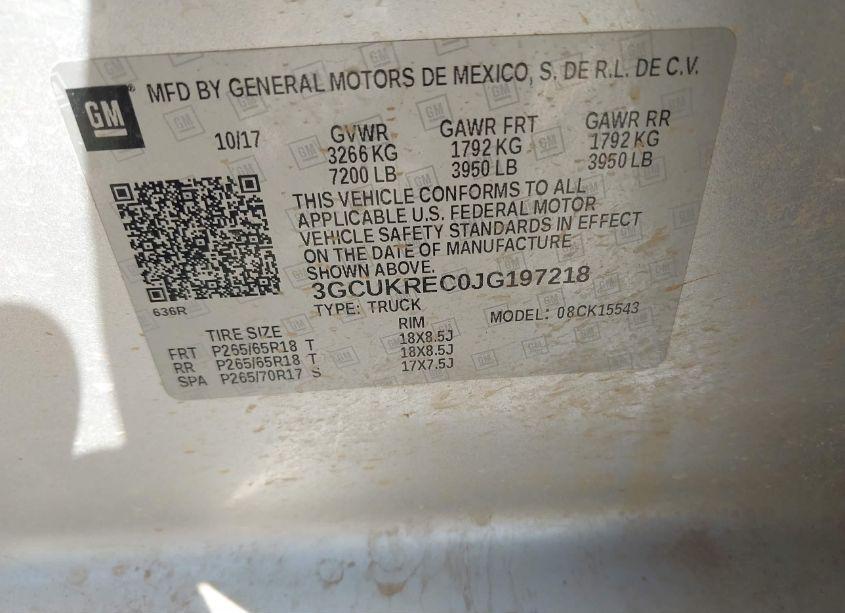 MFD BY GENERAL MOTORS DE MEXICO, S. DE R.L. DE C.V.
GM
10/17 GVWR GAWR FRT GAWR RR
3266 KG 1792 KG 1792 KG
7200 LB 3950 LB 3950 LB
THIS VEHICLE CONFORMS TO ALL
APPLICABLE U.S. FEDERAL MOTOR
VEHICLE SAFETY STANDARDS IN EFFECT
ON THE DATE OF MANUFACTURE
SHOWN ABOVE.
3GCUKREC0JG197218
636R
TYPE: TRUCK MODEL: 08CK15543
TIRE SIZE RIM
FRT P265/65R18 T 18X8.5J
RR P265/65R18 T 18X8.5J
SPA P265/70R17 S 17X7.5J